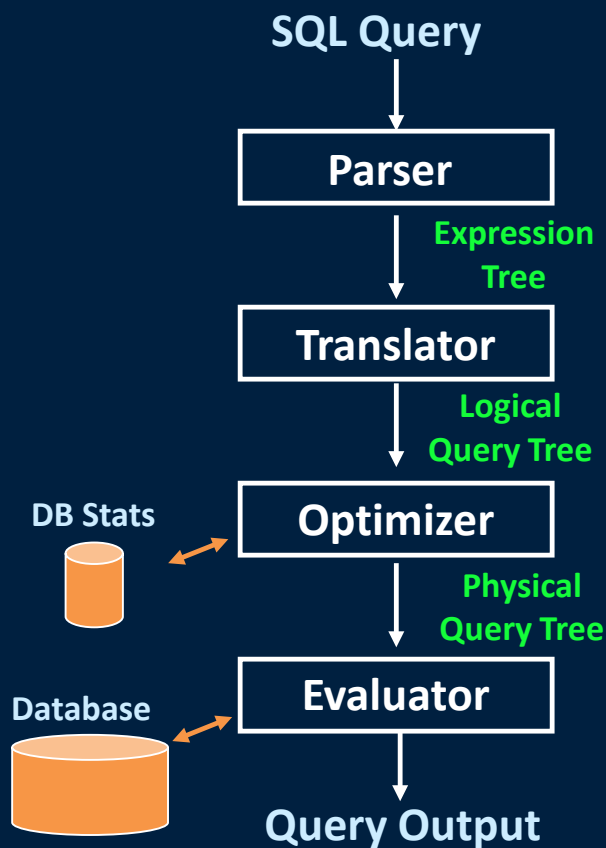 SQL Query
Parser
Expression
Tree
Translator
Logical
Query Tree
DB Stats
Optimizer
Physical
Query Tree
Database
Evaluator
Query Output